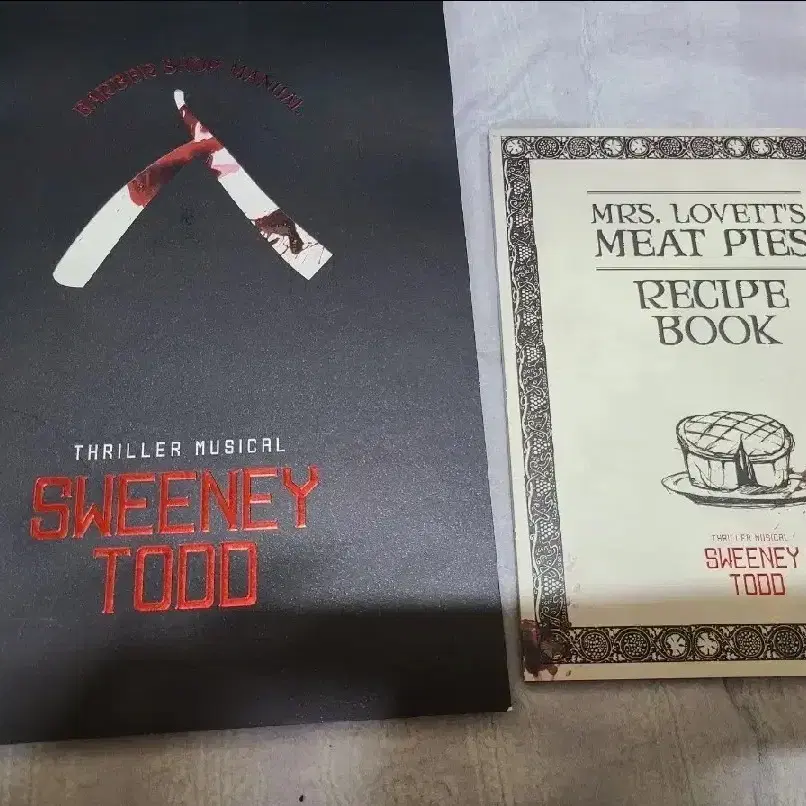 BARBER SHOP MANUAL
THRILLER MUSICAL
SWEENEY
TODD
MRS. LOVETT'S
MEAT PIES
RECIPE
BOOK
THRILLER MUSICAL
SWEENEY
TODD